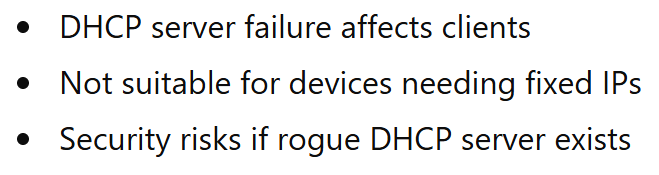 • DHCP server failure affects clients
• Not suitable for devices needing fixed IPs
• Security risks if rogue DHCP server exists